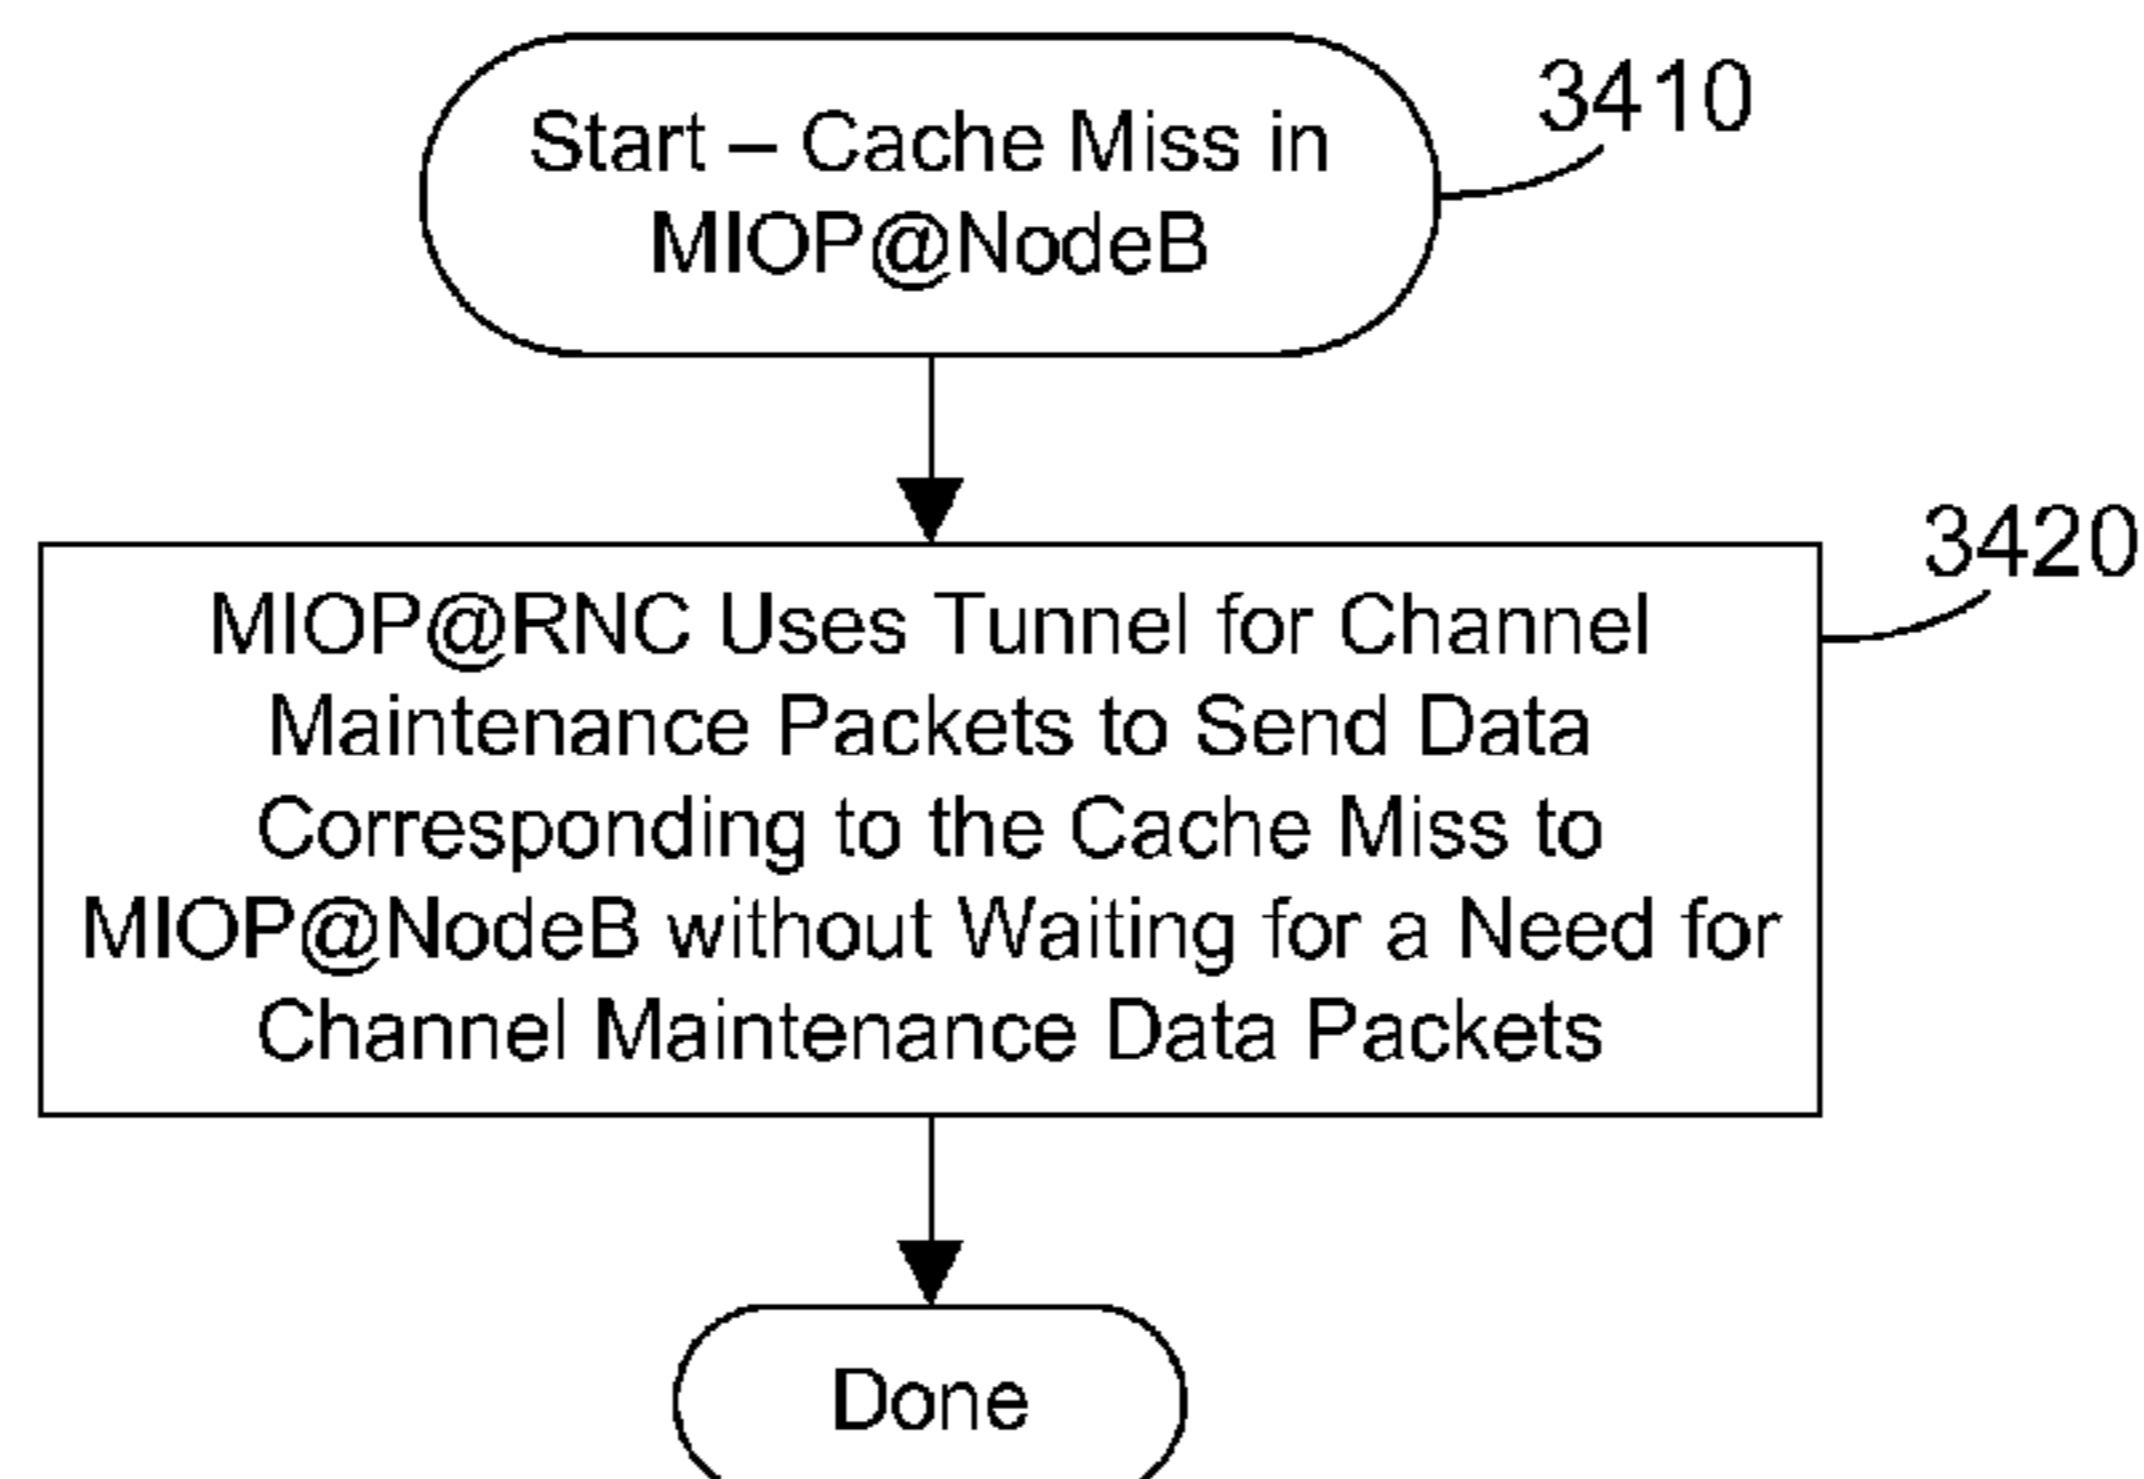 Start – Cache Miss in
MIOP@NodeB
3410
MIOP@RNC Uses Tunnel for Channel
Maintenance Packets to Send Data
Corresponding to the Cache Miss to
MIOP@NodeB without Waiting for a Need for
Channel Maintenance Data Packets
3420
Done